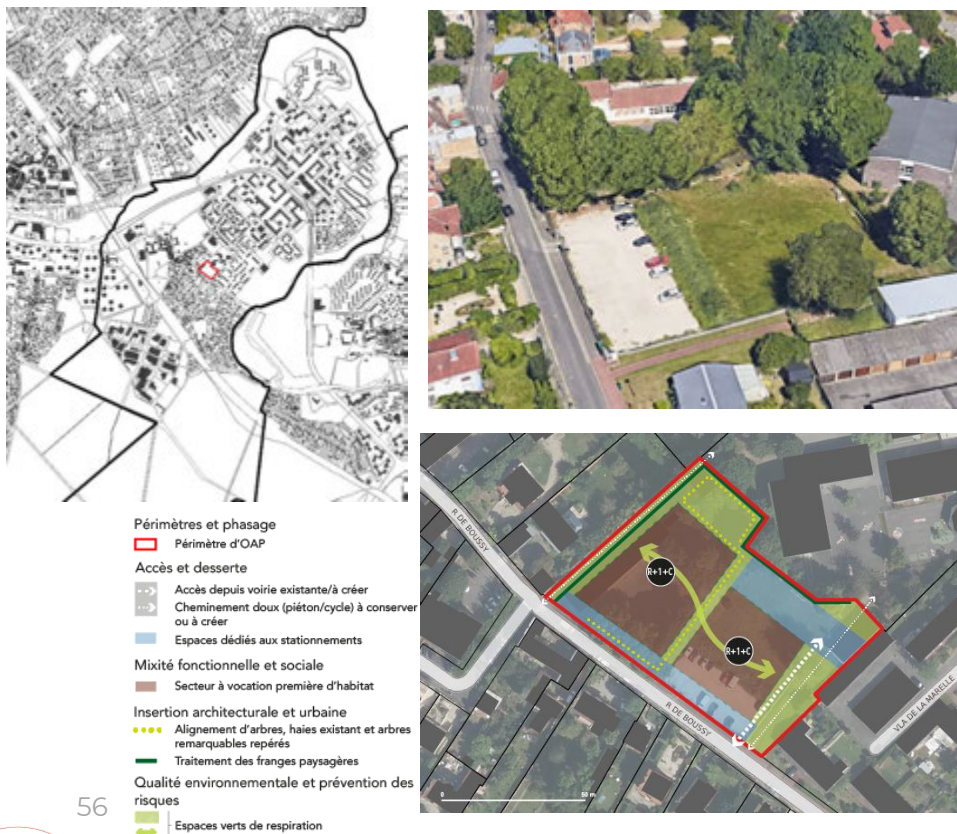 Périmètres et phasage
Périmètre d'OAP
Accès et desserte
Accès depuis voirie existante/à créer
Cheminement doux (piéton/cycle) à conserver
ou à créer
Espaces dédiés aux stationnements
Mixité fonctionnelle et sociale
Secteur à vocation première d'habitat
Insertion architecturale et urbaine
Alignement d'arbres, haies existant et arbres
remarquables repérés
Traitement des franges paysagères
Qualité environnementale et prévention des
risques
Espaces verts de respiration
56
R. DE BOUSSY
R+1+C
R+1+C
R. DE BOUSSY
VLA DE LA MARELLE
0 50 m